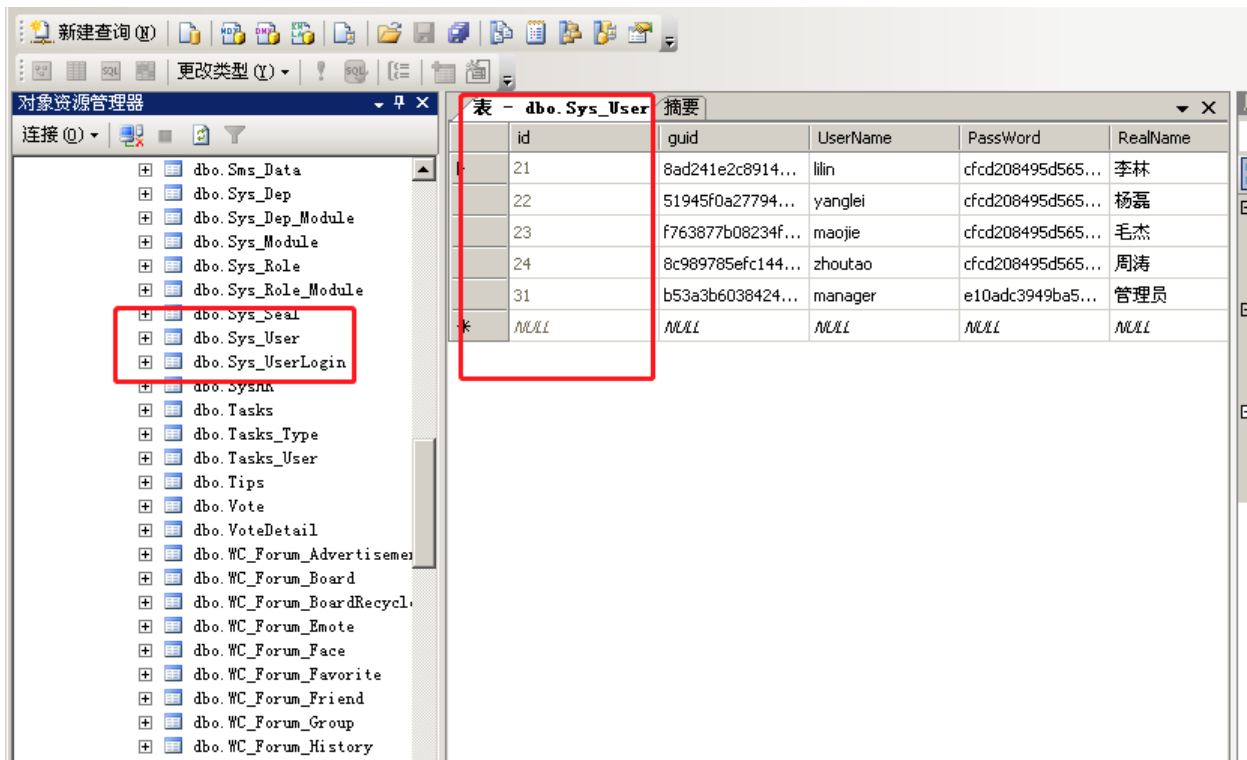 新建查询(N)
更改类型(Y)
对象资源管理器
连接(O)
dbo.Sms_Data
dbo.Sys_Dep
dbo.Sys_Dep_Module
dbo.Sys_Module
dbo.Sys_Role
dbo.Sys_Role_Module
dbo.Sys_Seal
dbo.Sys_User
dbo.Sys_UserLogin
dbo.Tasks
dbo.Tasks_Type
dbo.Tasks_User
dbo.Tips
dbo.Vote
dbo.VoteDetail
dbo.WC_Forum_Advertisemen
dbo.WC_Forum_Board
dbo.WC_Forum_BoardRecycl
dbo.WC_Forum_Emote
dbo.WC_Forum_Face
dbo.WC_Forum_Favorite
dbo.WC_Forum_Friend
dbo.WC_Forum_Group
dbo.WC_Forum_History
表 - dbo.Sys_User 摘要
id guid UserName PassWord RealName
21 8ad241e2c8914... lilin cfcd208495d565... 李林
22 51945f0a27794... yanglei cfcd208495d565... 杨磊
23 f763877b08234f... maojie cfcd208495d565... 毛杰
24 8c989785efc144... zhoutao cfcd208495d565... 周涛
31 b53a3b6038424... manager e10adc3949ba5... 管理员
NULL NULL NULL NULL NULL